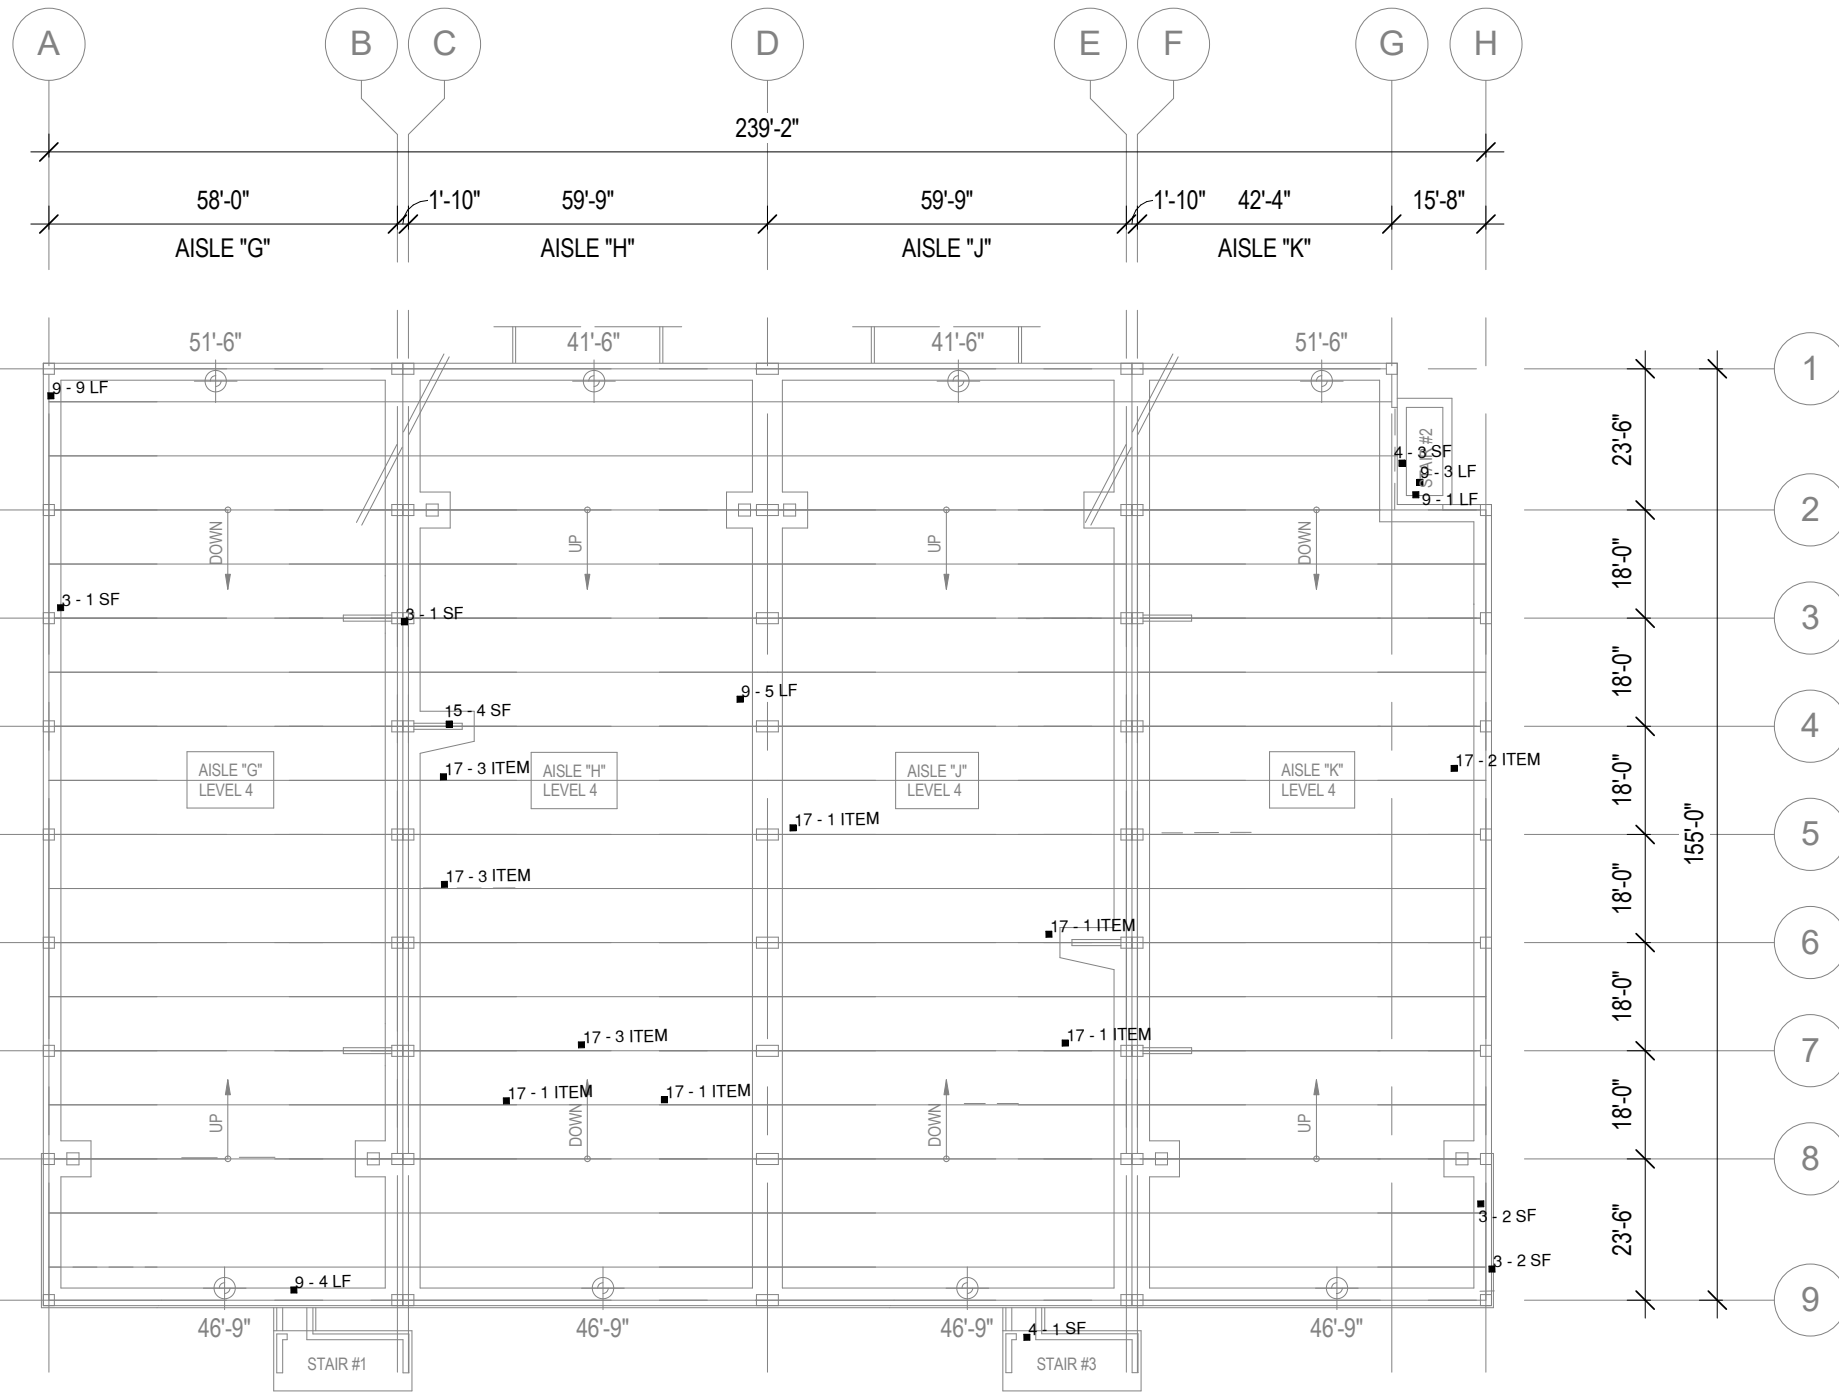 A B C D E F G H
239'-2"
58'-0" 1'-10" 59'-9" 59'-9" 1'-10" 42'-4" 15'-8"
AISLE "G" AISLE "H" AISLE "J" AISLE "K"
51'-6" 41'-6" 41'-6" 51'-6"
1
9 - 9 LF
23'-6"
STAIR #2
4 - 3 SF
9 - 3 LF
9 - 1 LF
2
DOWN UP UP DOWN
18'-0"
3 - 1 SF
3 - 1 SF
3
18'-0"
9 - 5 LF
15 - 4 SF
4
17 - 3 ITEM
17 - 2 ITEM
AISLE "G" AISLE "H" AISLE "J" AISLE "K"
LEVEL 4 LEVEL 4 LEVEL 4 LEVEL 4
18'-0"
17 - 1 ITEM
155'-0"
5
17 - 3 ITEM
18'-0"
17 - 1 ITEM
6
18'-0"
17 - 3 ITEM
17 - 1 ITEM
7
17 - 1 ITEM
17 - 1 ITEM
18'-0"
UP DOWN DOWN UP
8
3 - 2 SF
23'-6"
3 - 2 SF
9 - 4 LF
9
46'-9" 46'-9" 46'-9" 46'-9"
4 - 1 SF
STAIR #1 STAIR #3